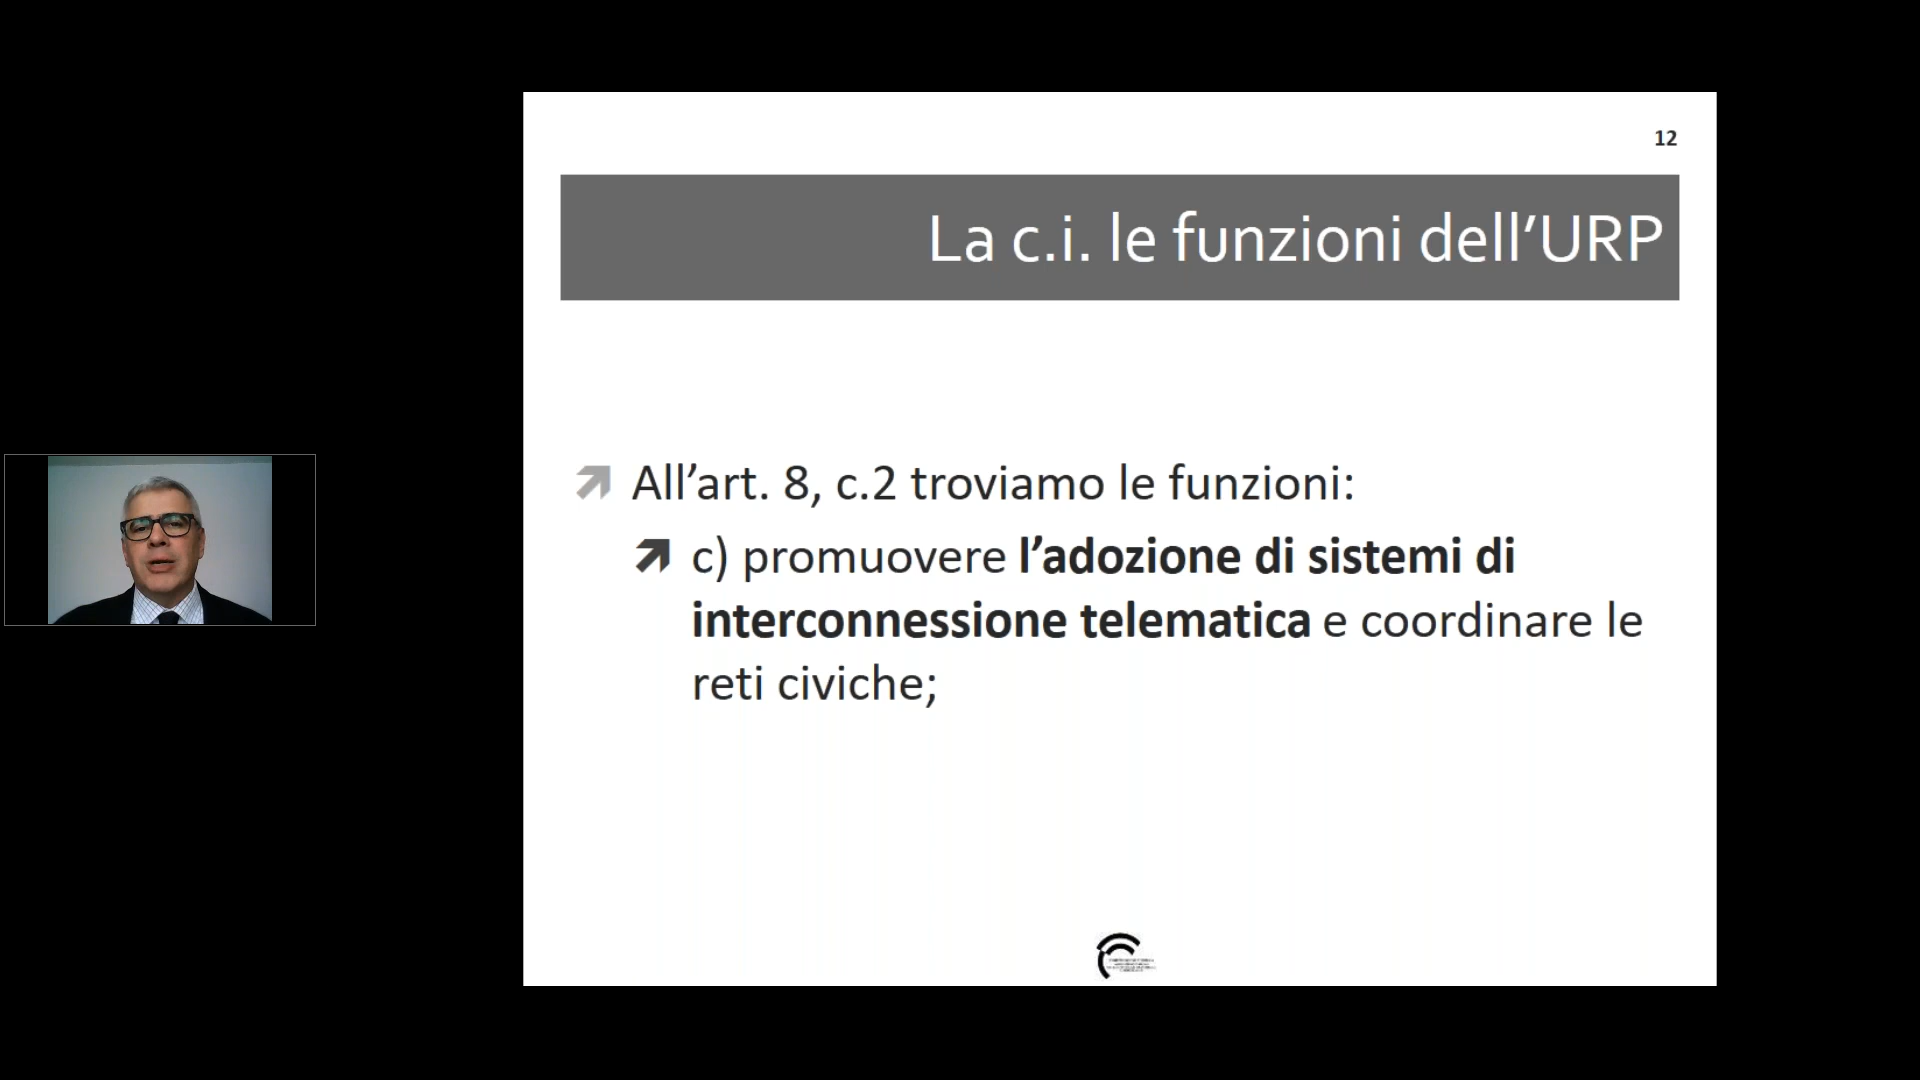 12
La c.i. le funzioni dell’URP
All’art. 8, c.2 troviamo le funzioni:
c) promuovere l’adozione di sistemi di
interconnessione telematica e coordinare le
reti civiche;